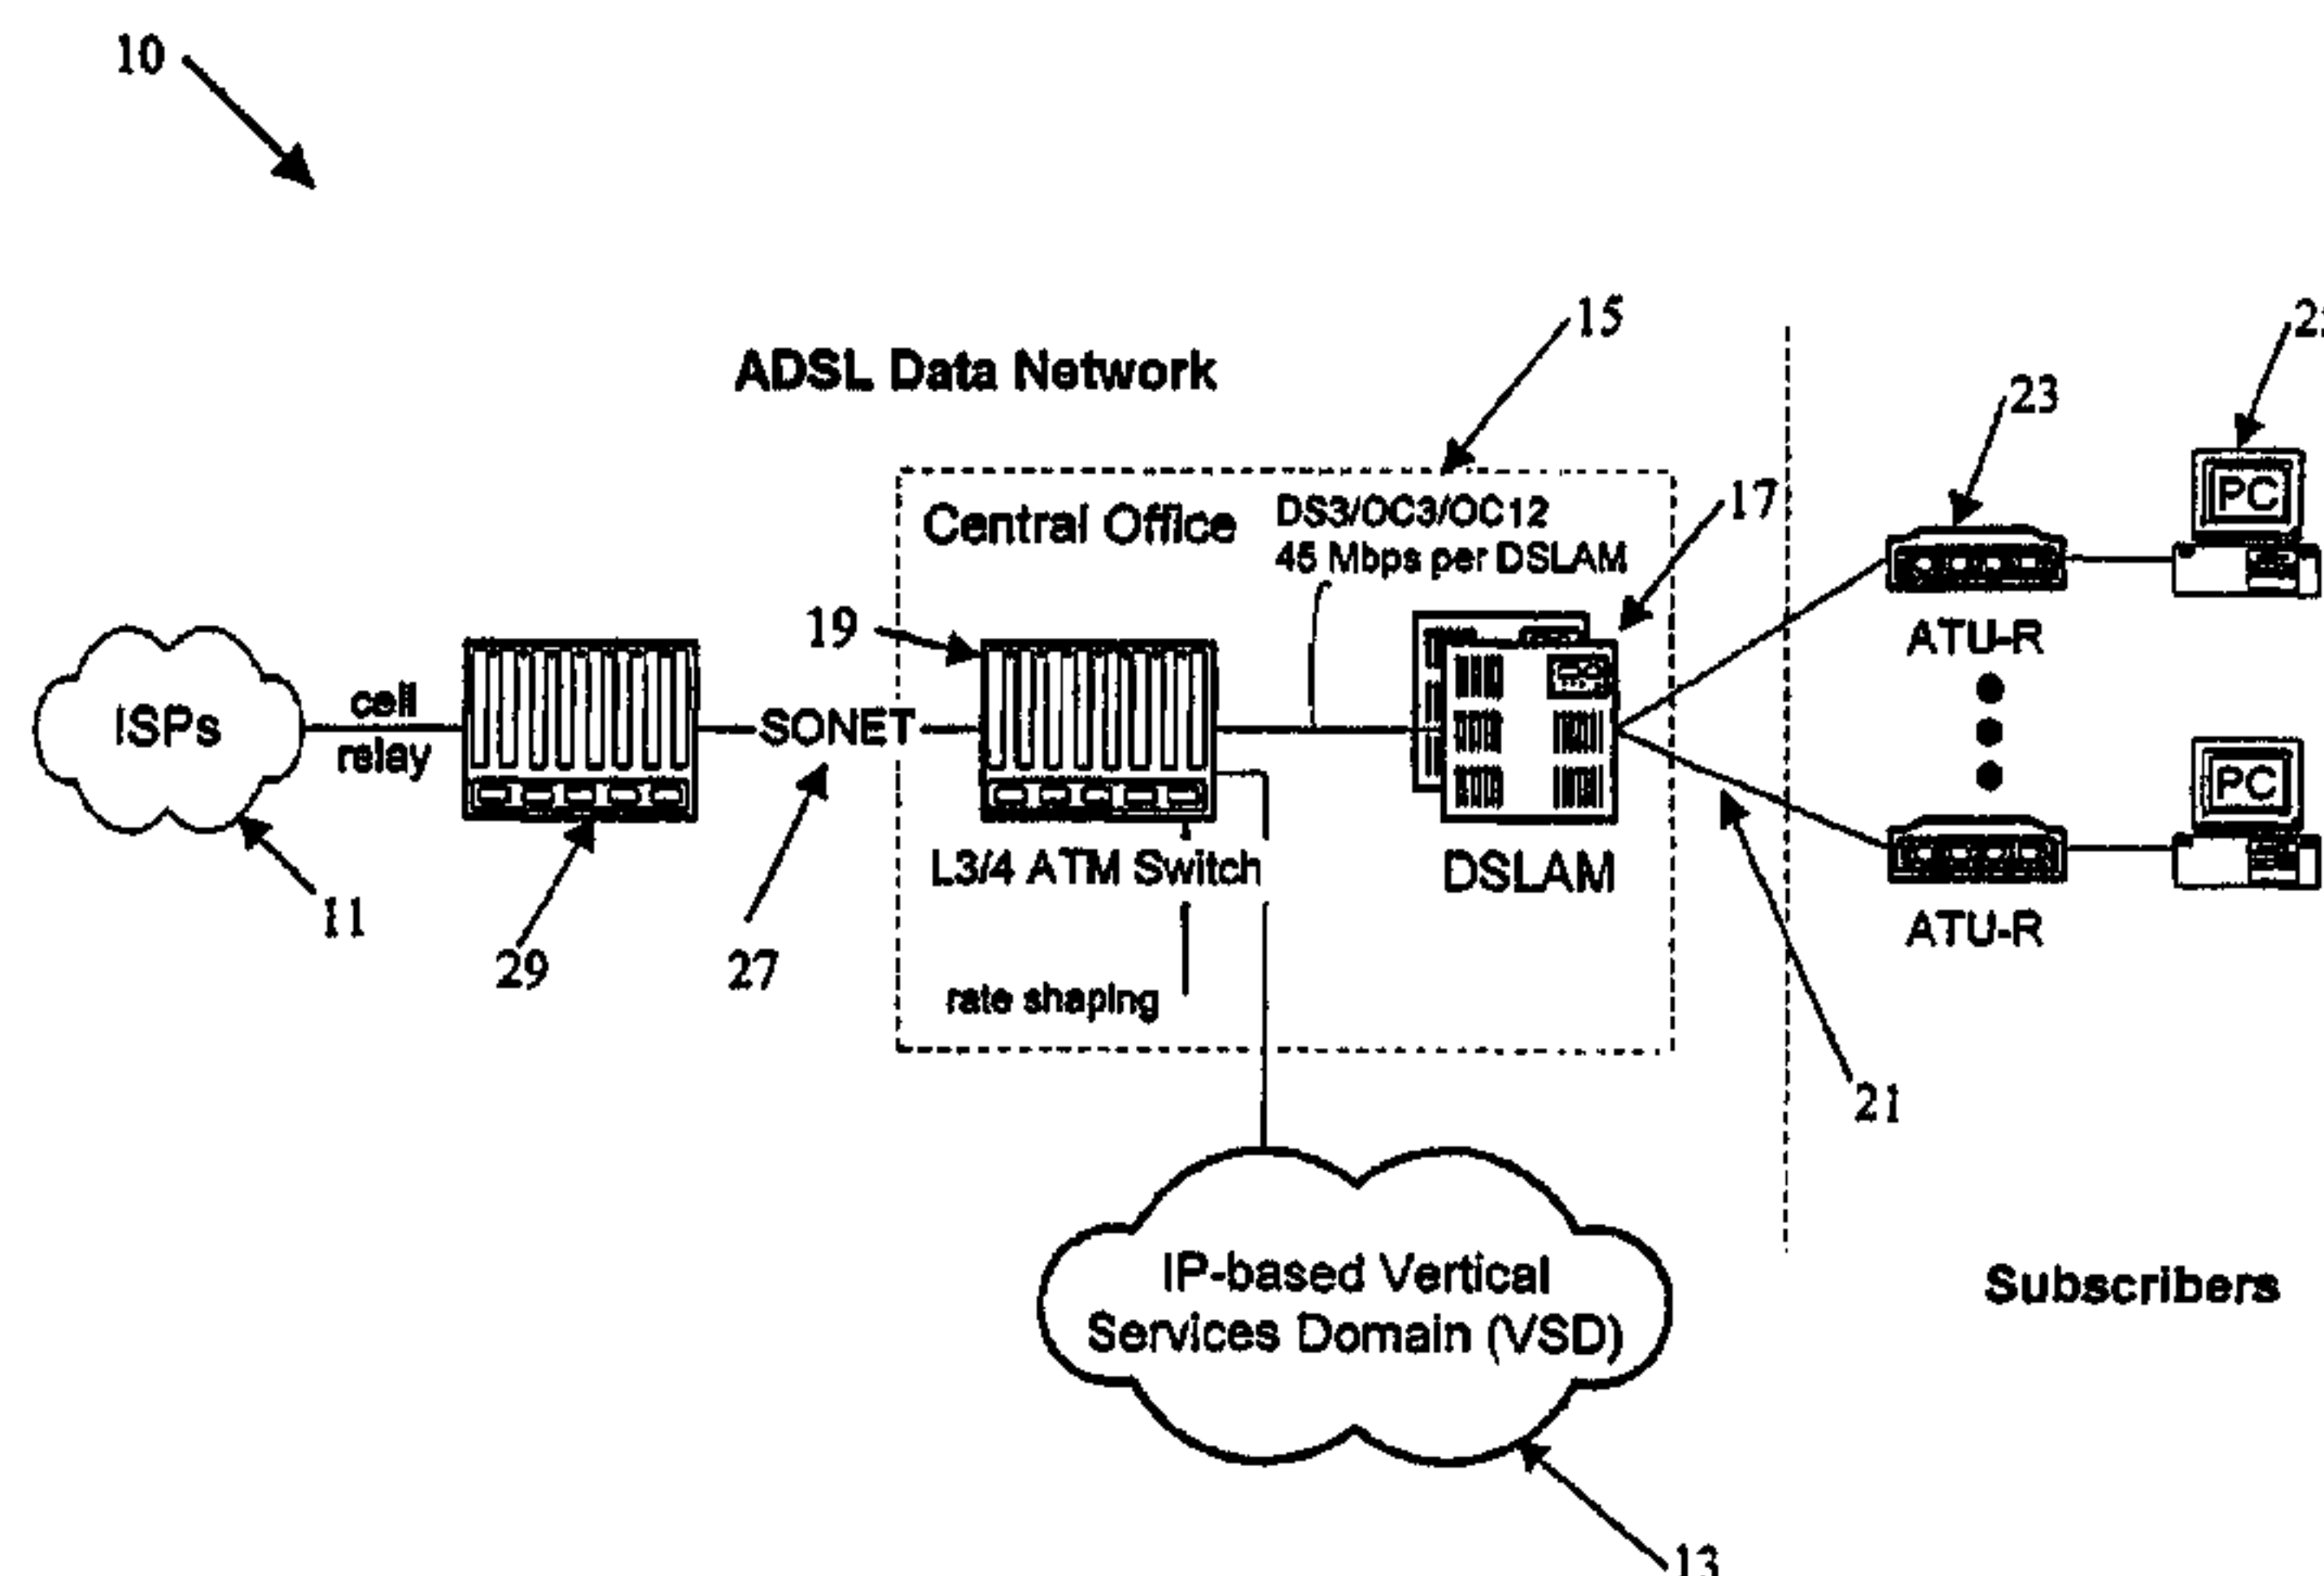 10
15
ADSL Data Network
23
PC
Central Office
DS3/OC3/OC12
45 Mbps per DSLAM
17
19
ATU-R
ISPs
cell
relay
SONET
PC
L3/4 ATM Switch
DSLAM
11
29
27
ATU-R
rate shaping
21
IP-based Vertical
Services Domain (VSD)
Subscribers
13